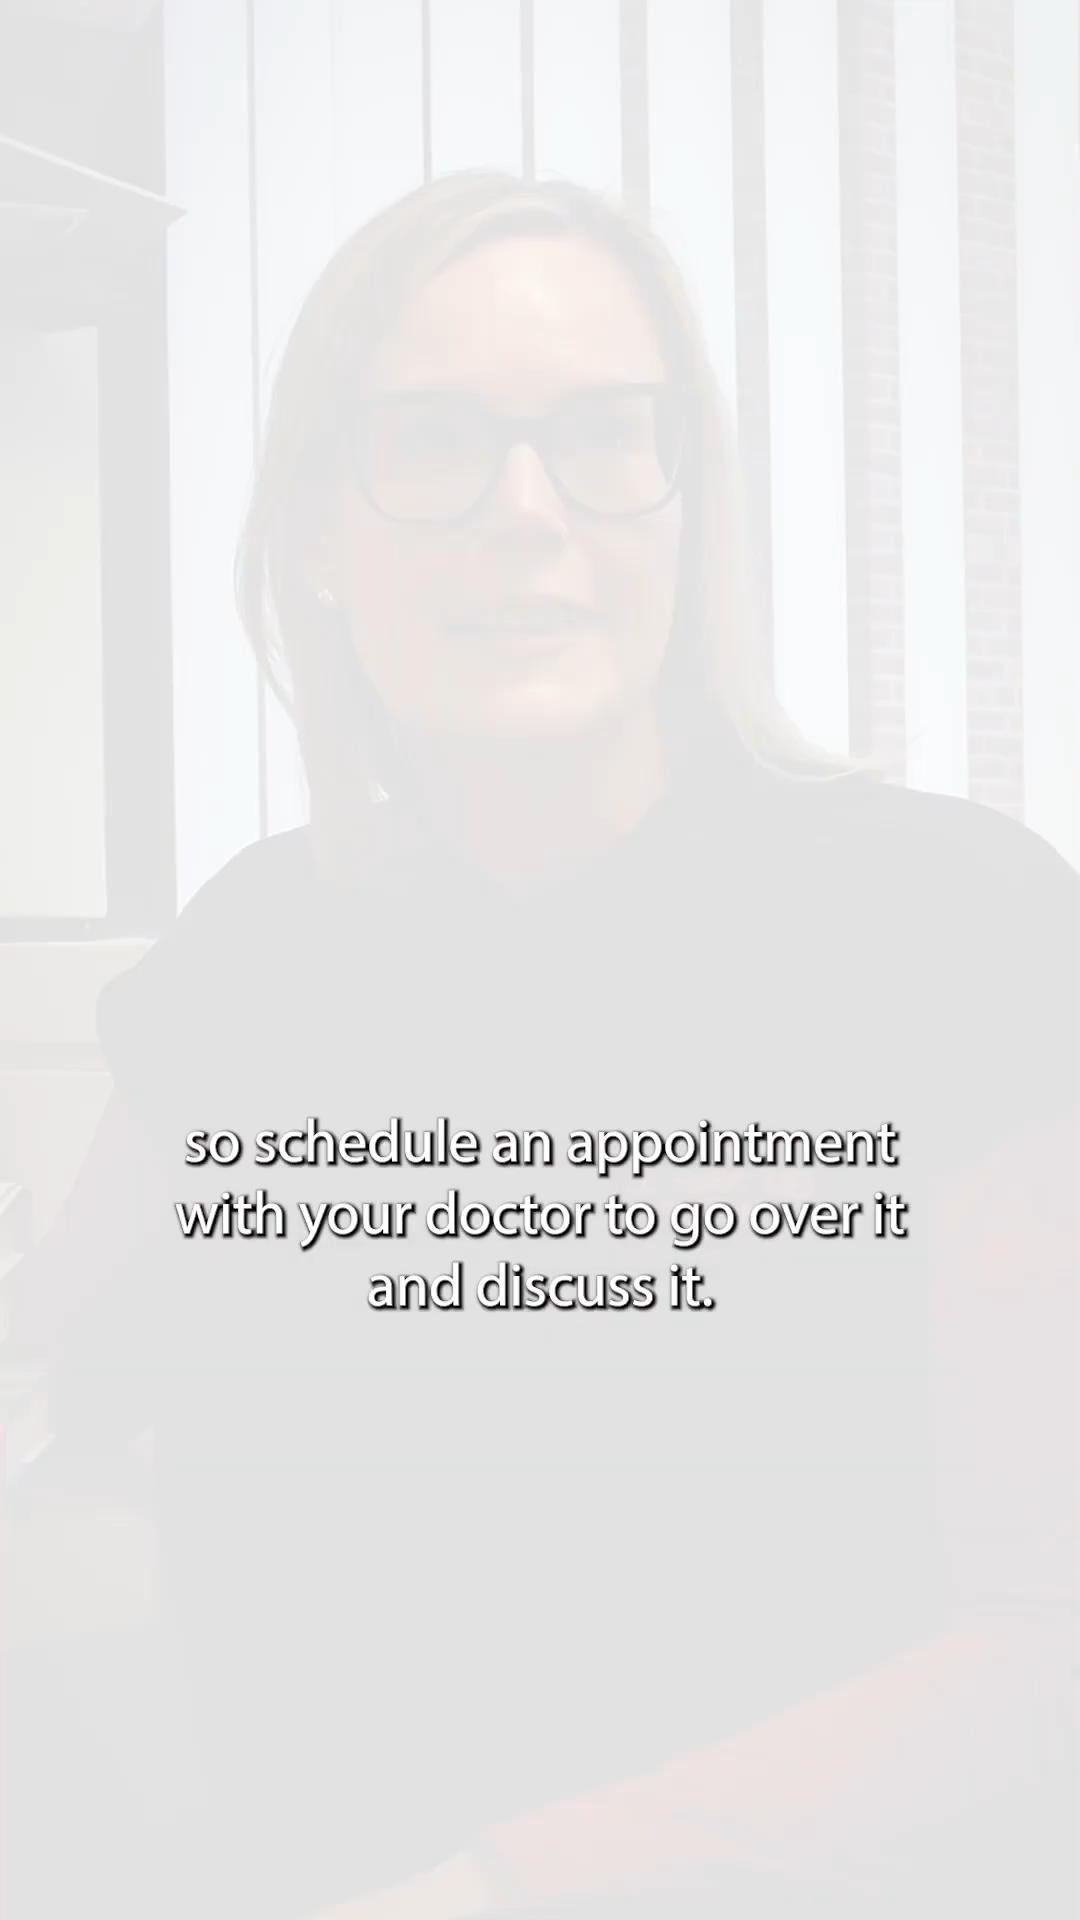 so schedule an appointment
with your doctor to go over it
and discuss it.